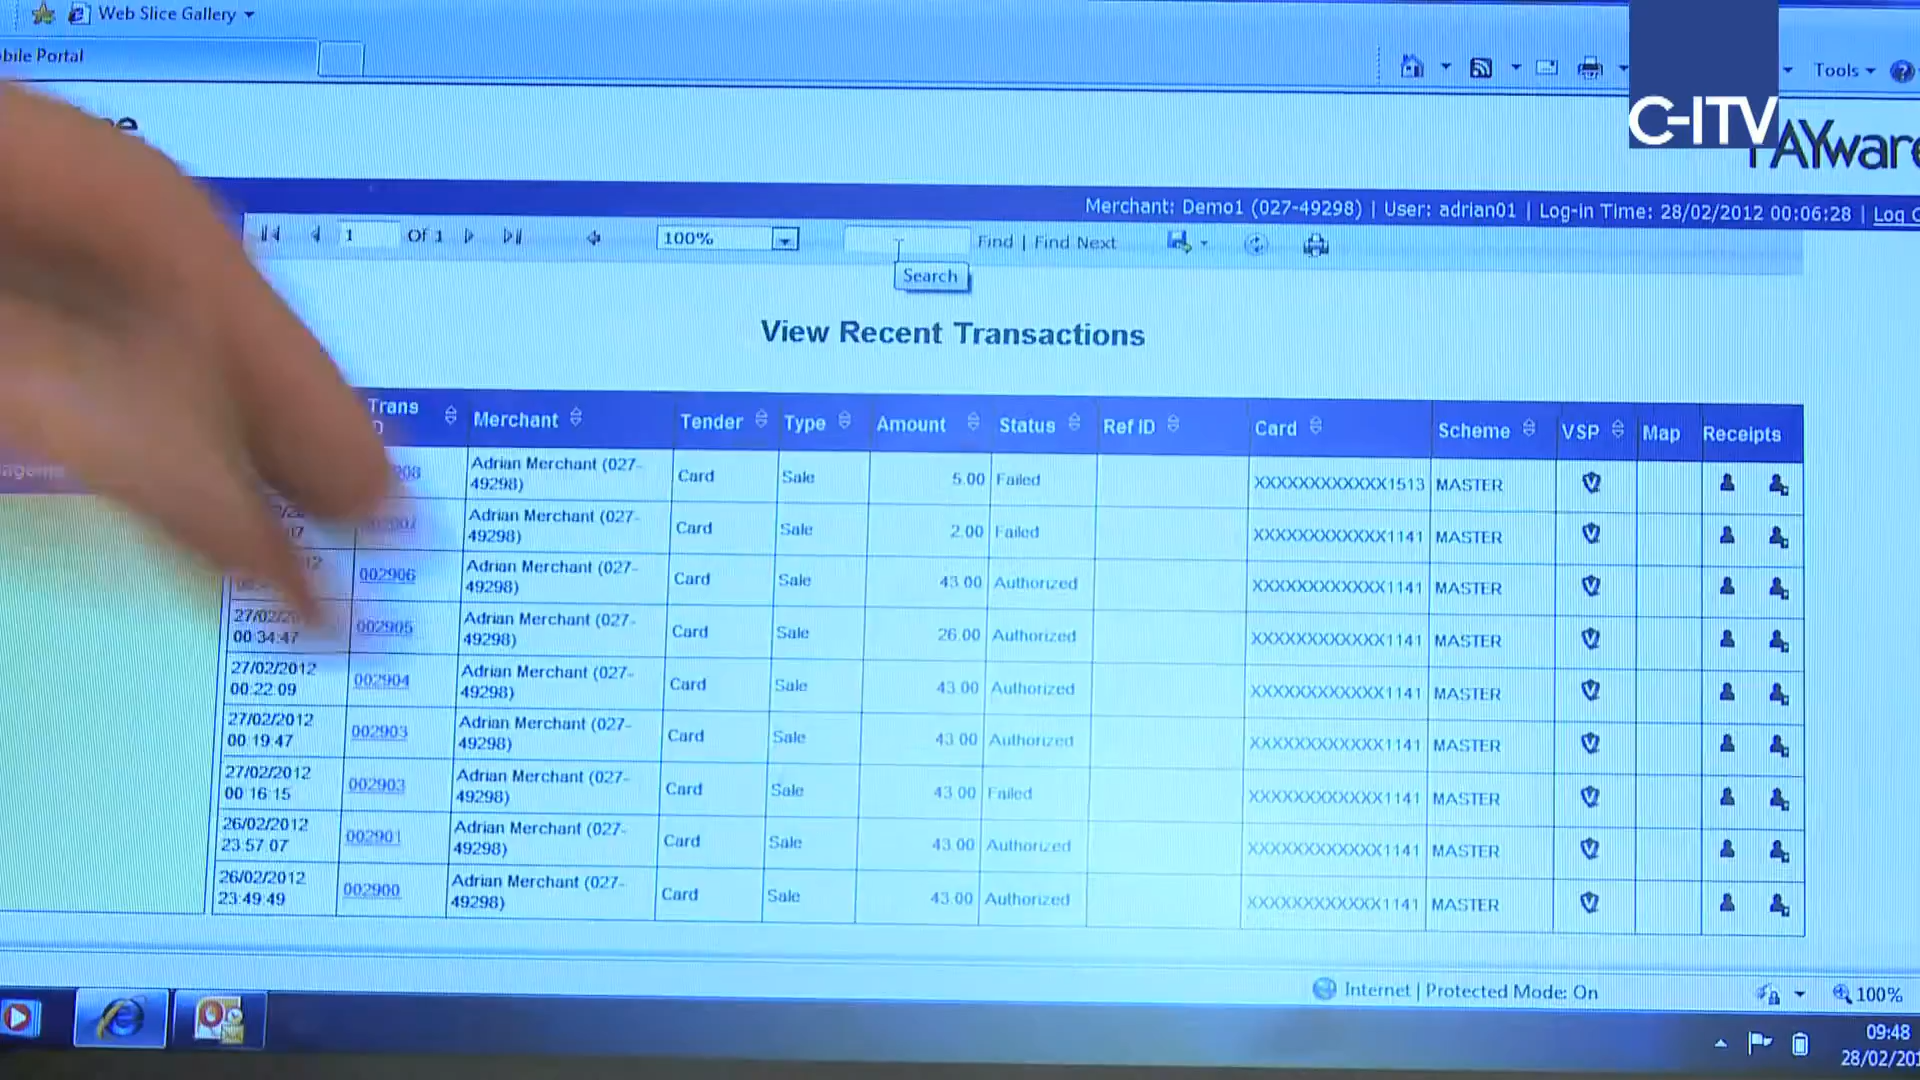 Web Slice Gallery
bile Portal
Tools
C-ITV
AYware
Merchant: Demo1 (027-49298) | User: adrian01 | Log-in Time: 28/02/2012 00:06:28 | Log
1 Of 1 100% Find | Find Next
Search
View Recent Transactions
Trans Merchant Tender Type Amount Status Ref ID Card Scheme VSP Map Receipts
Adrian Merchant (027-
49298) Card Sale 5.00 Failed XXXXXXXXXXXX1513 MASTER
Adrian Merchant (027-
49298) Card Sale 2.00 Failed XXXXXXXXXXXX1141 MASTER
002906 Adrian Merchant (027-
49298) Card Sale 43.00 Authorized XXXXXXXXXXXX1141 MASTER
27/02/20
00:34:47 002905 Adrian Merchant (027-
49298) Card Sale 26.00 Authorized XXXXXXXXXXXX1141 MASTER
27/02/2012
00:22:09 002904 Adrian Merchant (027-
49298) Card Sale 43.00 Authorized XXXXXXXXXXXX1141 MASTER
27/02/2012
00:19:47 002903 Adrian Merchant (027-
49298) Card Sale 43.00 Authorized XXXXXXXXXXXX1141 MASTER
27/02/2012
00:16:15 002903 Adrian Merchant (027-
49298) Card Sale 43.00 Failed XXXXXXXXXXXX1141 MASTER
26/02/2012
23:57:07 002901 Adrian Merchant (027-
49298) Card Sale 43.00 Authorized XXXXXXXXXXXX1141 MASTER
26/02/2012
23:49:49 002900 Adrian Merchant (027-
49298) Card Sale 43.00 Authorized XXXXXXXXXXXX1141 MASTER
Internet | Protected Mode: On 100%
09:48
28/02/201